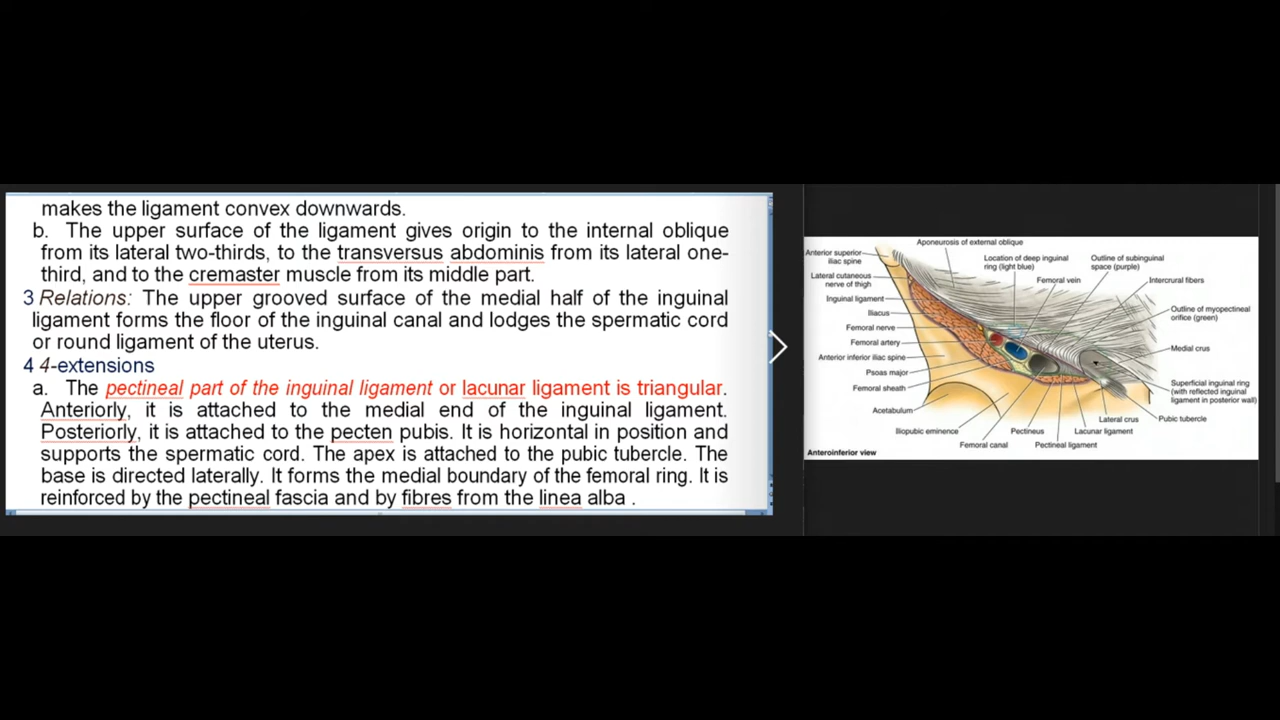 makes the ligament convex downwards.
b. The upper surface of the ligament gives origin to the internal oblique
from its lateral two-thirds, to the transversus abdominis from its lateral one-
third, and to the cremaster muscle from its middle part.
3 Relations: The upper grooved surface of the medial half of the inguinal
ligament forms the floor of the inguinal canal and lodges the spermatic cord
or round ligament of the uterus.
4 4-extensions
a. The pectineal part of the inguinal ligament or lacunar ligament is triangular.
Anteriorly, it is attached to the medial end of the inguinal ligament.
Posteriorly, it is attached to the pecten pubis. It is horizontal in position and
supports the spermatic cord. The apex is attached to the pubic tubercle. The
base is directed laterally. It forms the medial boundary of the femoral ring. It is
reinforced by the pectineal fascia and by fibres from the linea alba .
Aponeurosis of external oblique
Anterior superior
iliac spine
Lateral cutaneous
nerve of thigh
Inguinal ligament
Iliacus
Femoral nerve
Femoral artery
Anterior inferior iliac spine
Psoas major
Femoral sheath
Acetabulum
Iliopubic eminence
Femoral canal
Pectineus
Pectineal ligament
Lacunar ligament
Lateral crus
Pubic tubercle
Location of deep inguinal
ring (light blue)
Femoral vein
Outline of subinguinal
space (purple)
Intercrural fibers
Outline of myopectineal
orifice (green)
Medial crus
Superficial inguinal ring
(with reflected inguinal
ligament in posterior wall)
Anteroinferior view